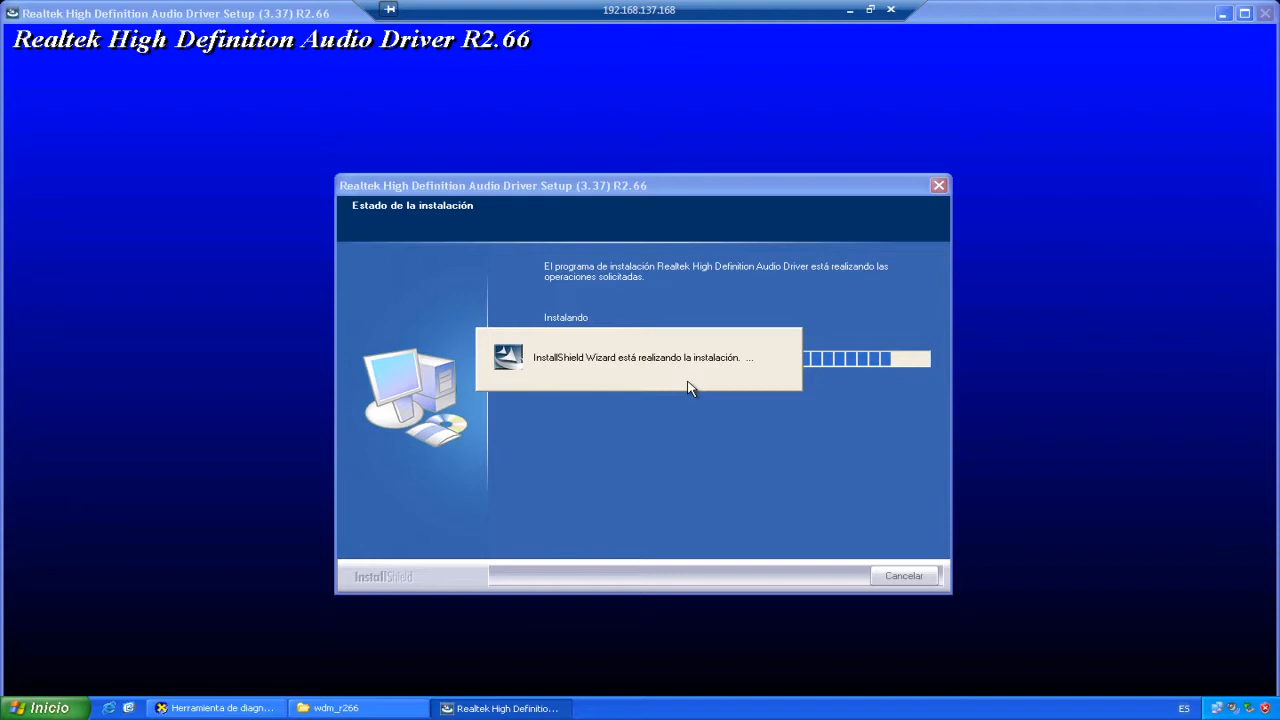 Realtek High Definition Audio Driver Setup (3.37) R2.66
192.168.137.168
Realtek High Definition Audio Driver R2.66
Realtek High Definition Audio Driver Setup (3.37) R2.66
Estado de la instalación
El programa de instalación Realtek High Definition Audio Driver está realizando las
operaciones solicitadas.
Instalando
InstallShield Wizard está realizando la instalación. ...
InstallShield
Cancelar
Inicio
Herramienta de diagn...
wdm_r266
Realtek High Definitio...
ES